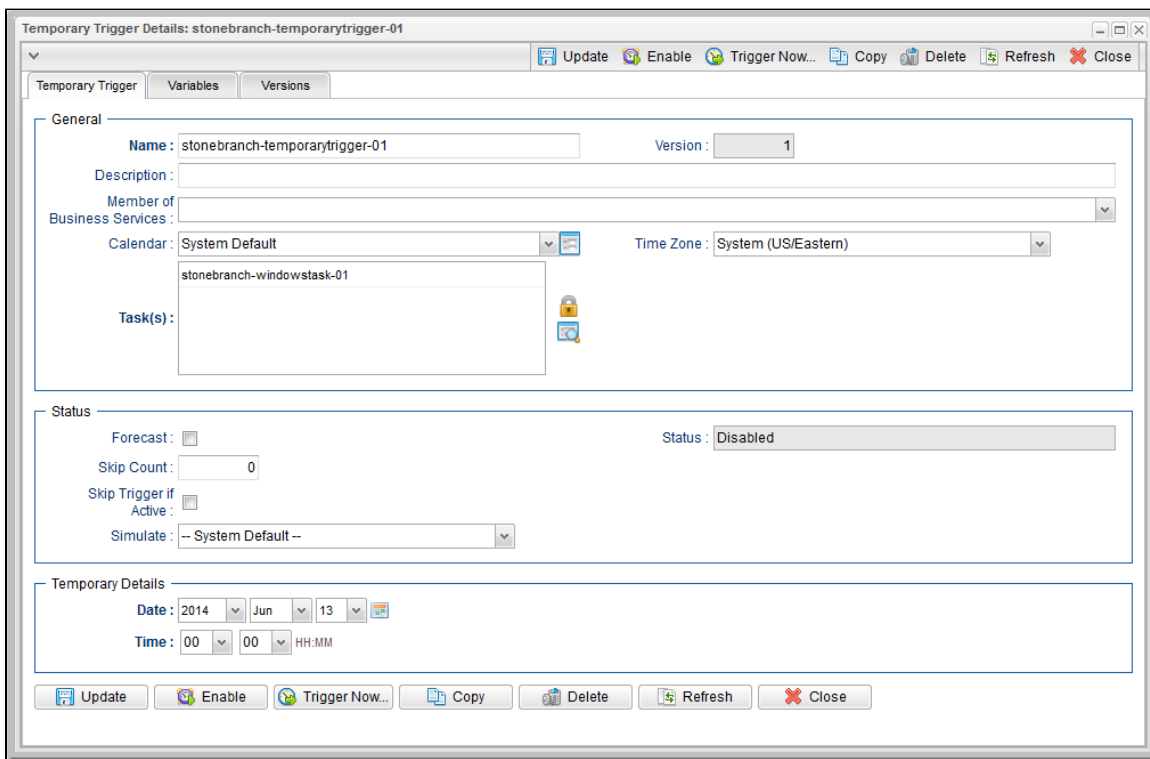 Temporary Trigger Details: stonebranch-temporarytrigger-01
Update Enable Trigger Now... Copy Delete Refresh Close
Temporary Trigger Variables Versions
General
Name : stonebranch-temporarytrigger-01 Version : 1
Description :
Member of
Business Services :
Calendar : System Default Time Zone : System (US/Eastern)
stonebranch-windowstask-01
Task(s) :
Status
Forecast : Status : Disabled
Skip Count : 0
Skip Trigger if
Active :
Simulate : -- System Default --
Temporary Details
Date : 2014 Jun 13
Time : 00 00 HH:MM
Update Enable Trigger Now... Copy Delete Refresh Close